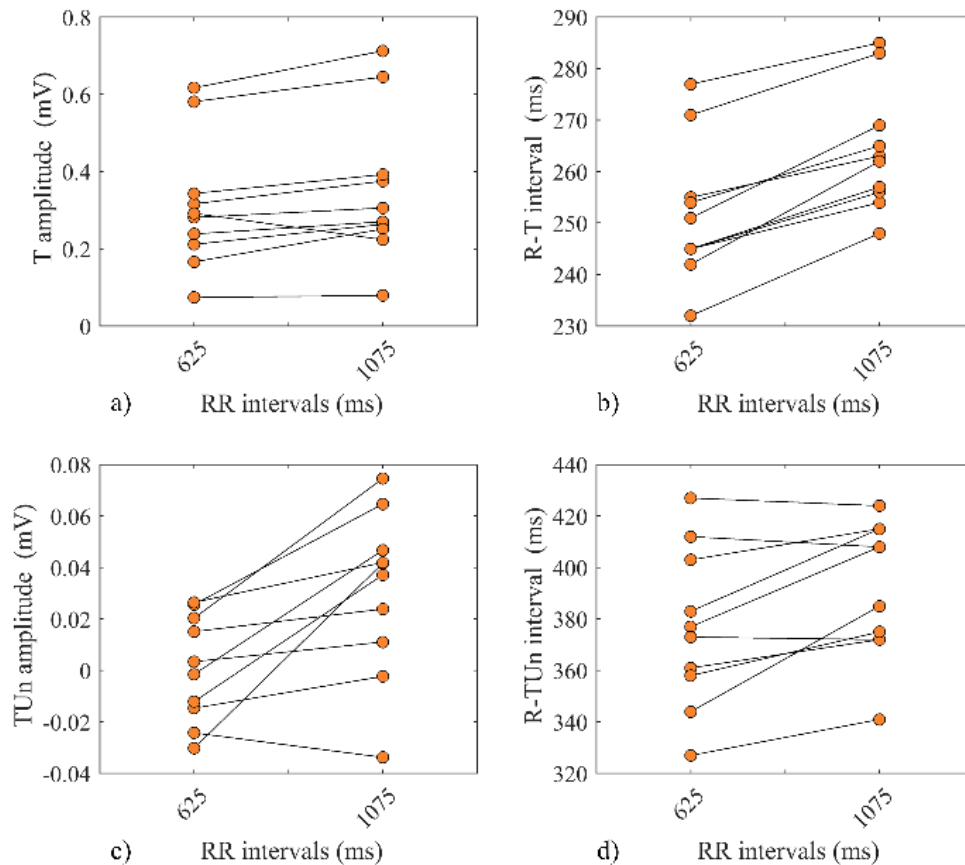 T amplitude (mV)
0.8
0.6
0.4
0.2
0
625
1075
a)
RR intervals (ms)
R-T interval (ms)
290
280
270
260
250
240
230
625
1075
b)
RR intervals (ms)
TUn amplitude (mV)
0.08
0.06
0.04
0.02
0
-0.02
-0.04
625
1075
c)
RR intervals (ms)
R-TUn interval (ms)
440
420
400
380
360
340
320
625
1075
d)
RR intervals (ms)